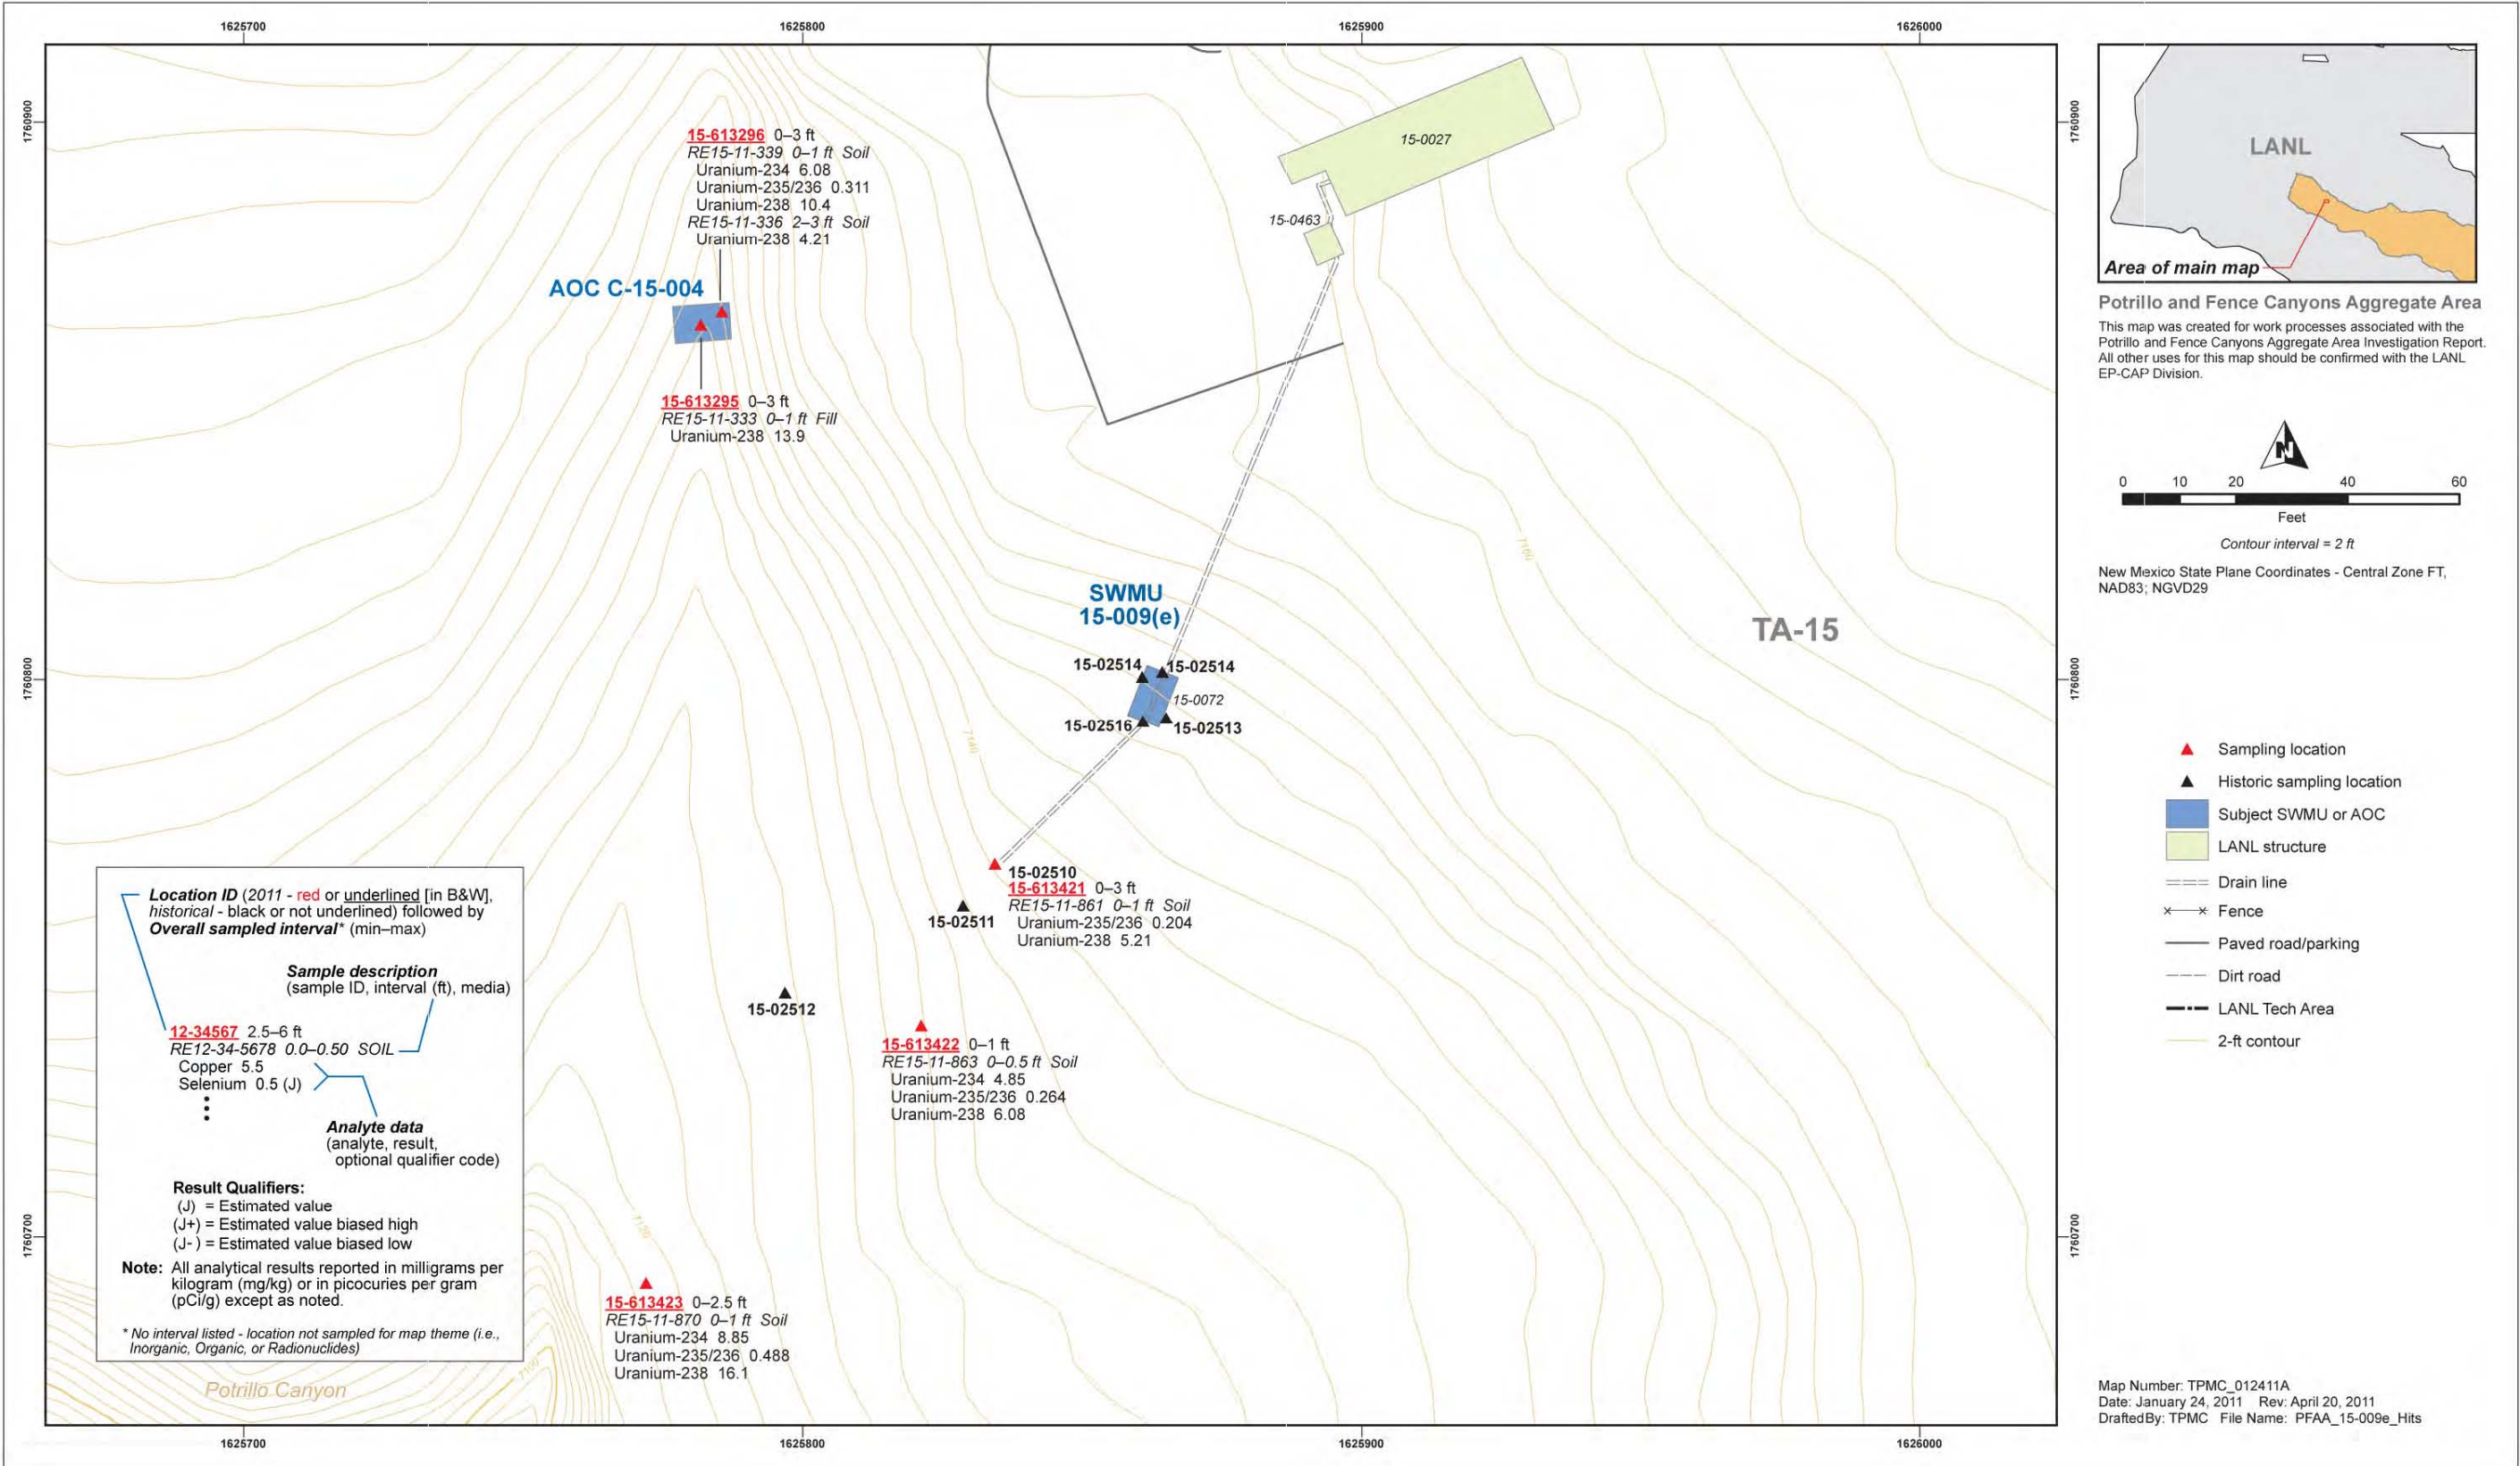 1625700
1625800
1625900
1626000
1760900
1760800
1760700
1760900
1760800
1760700
15-613296 0–3 ft
RE15-11-339 0–1 ft Soil
Uranium-234 6.08
Uranium-235/236 0.311
Uranium-238 10.4
RE15-11-336 2–3 ft Soil
Uranium-238 4.21
AOC C-15-004
15-613295 0–3 ft
RE15-11-333 0–1 ft Fill
Uranium-238 13.9
15-0027
15-0463
7160
SWMU
15-009(e)
TA-15
15-02514
15-02514
15-0072
15-02516
15-02513
7140
15-02510
15-613421 0–3 ft
RE15-11-861 0–1 ft Soil
Uranium-235/236 0.204
Uranium-238 5.21
15-02511
15-02512
15-613422 0–1 ft
RE15-11-863 0–0.5 ft Soil
Uranium-234 4.85
Uranium-235/236 0.264
Uranium-238 6.08
7120
15-613423 0–2.5 ft
RE15-11-870 0–1 ft Soil
Uranium-234 8.85
Uranium-235/236 0.488
Uranium-238 16.1
7100
Potrillo Canyon
Location ID (2011 - red or underlined [in B&W],
historical - black or not underlined) followed by
Overall sampled interval* (min–max)
Sample description
(sample ID, interval (ft), media)
12-34567 2.5–6 ft
RE12-34-5678 0.0–0.50 SOIL
Copper 5.5
Selenium 0.5 (J)
Analyte data
(analyte, result,
optional qualifier code)
Result Qualifiers:
(J) = Estimated value
(J+) = Estimated value biased high
(J- ) = Estimated value biased low
Note: All analytical results reported in milligrams per
kilogram (mg/kg) or in picocuries per gram
(pCi/g) except as noted.
* No interval listed - location not sampled for map theme (i.e.,
Inorganic, Organic, or Radionuclides)
1625700
1625800
1625900
1626000
LANL
Area of main map
Potrillo and Fence Canyons Aggregate Area
This map was created for work processes associated with the
Potrillo and Fence Canyons Aggregate Area Investigation Report.
All other uses for this map should be confirmed with the LANL
EP-CAP Division.
N
0 10 20 40 60
Feet
Contour interval = 2 ft
New Mexico State Plane Coordinates - Central Zone FT,
NAD83; NGVD29
Sampling location
Historic sampling location
Subject SWMU or AOC
LANL structure
Drain line
Fence
Paved road/parking
Dirt road
LANL Tech Area
2-ft contour
Map Number: TPMC_012411A
Date: January 24, 2011 Rev: April 20, 2011
DraftedBy: TPMC File Name: PFAA_15-009e_Hits